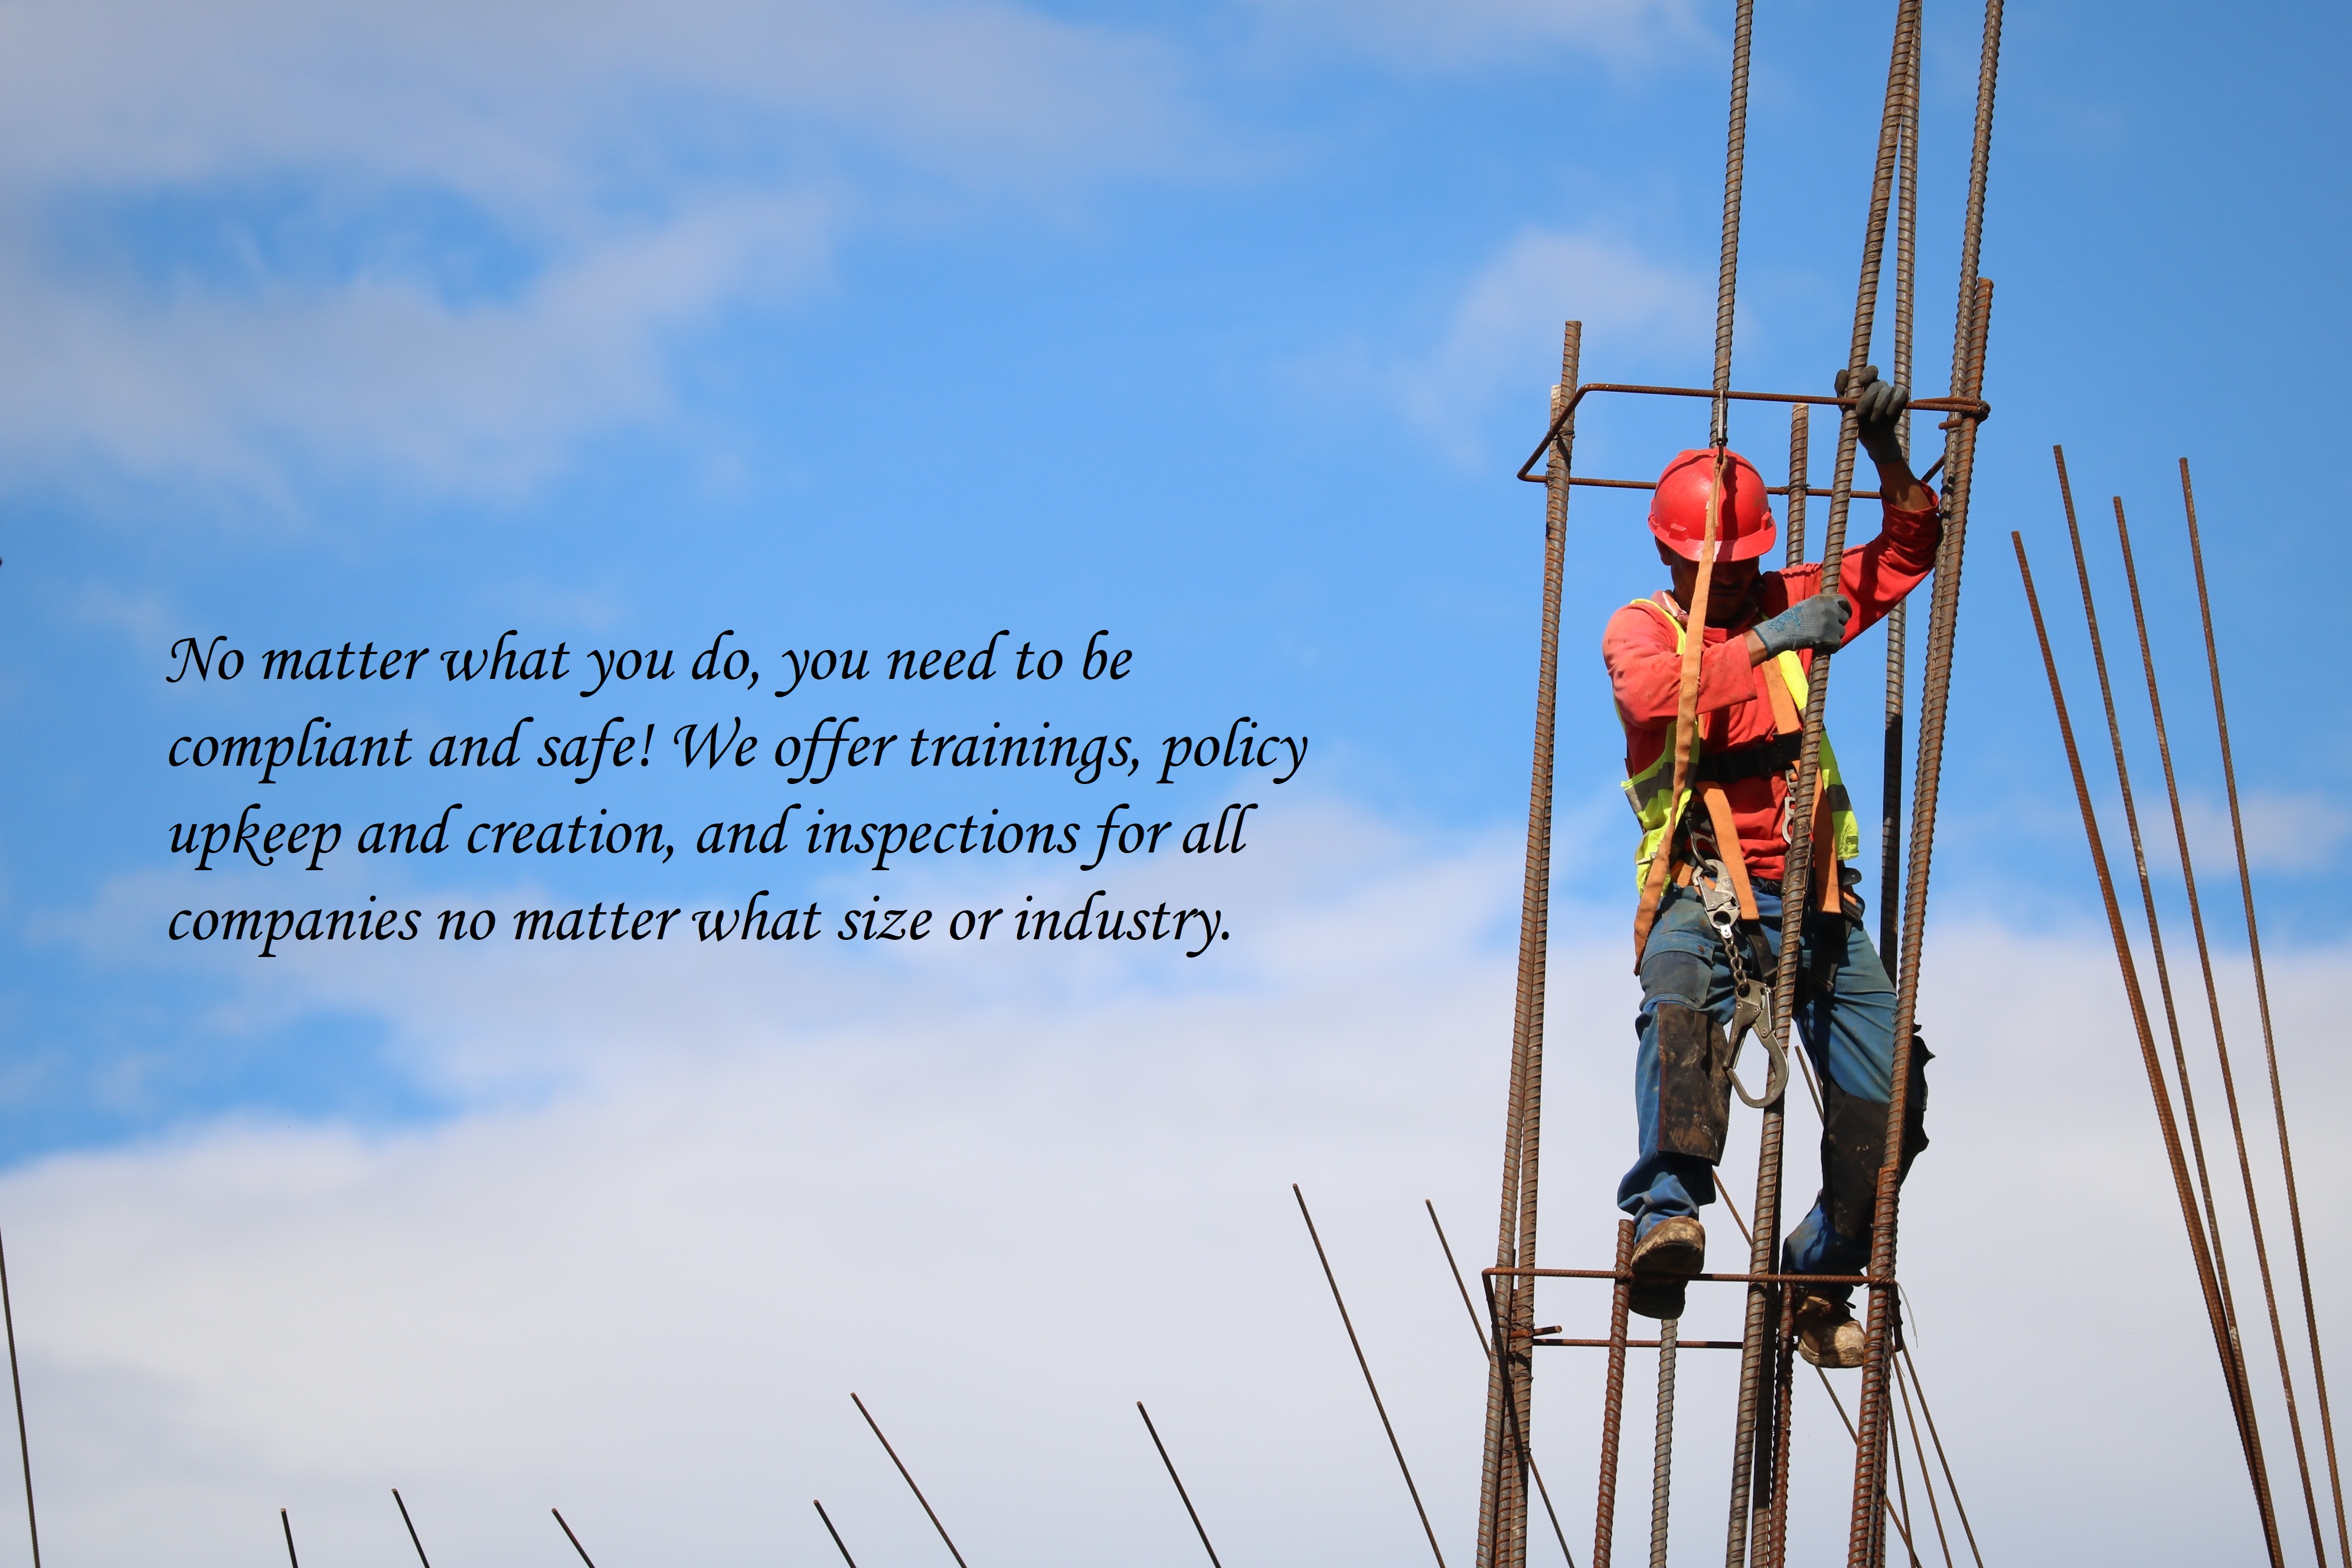 No matter what you do, you need to be
compliant and safe! We offer trainings, policy
upkeep and creation, and inspections for all
companies no matter what size or industry.